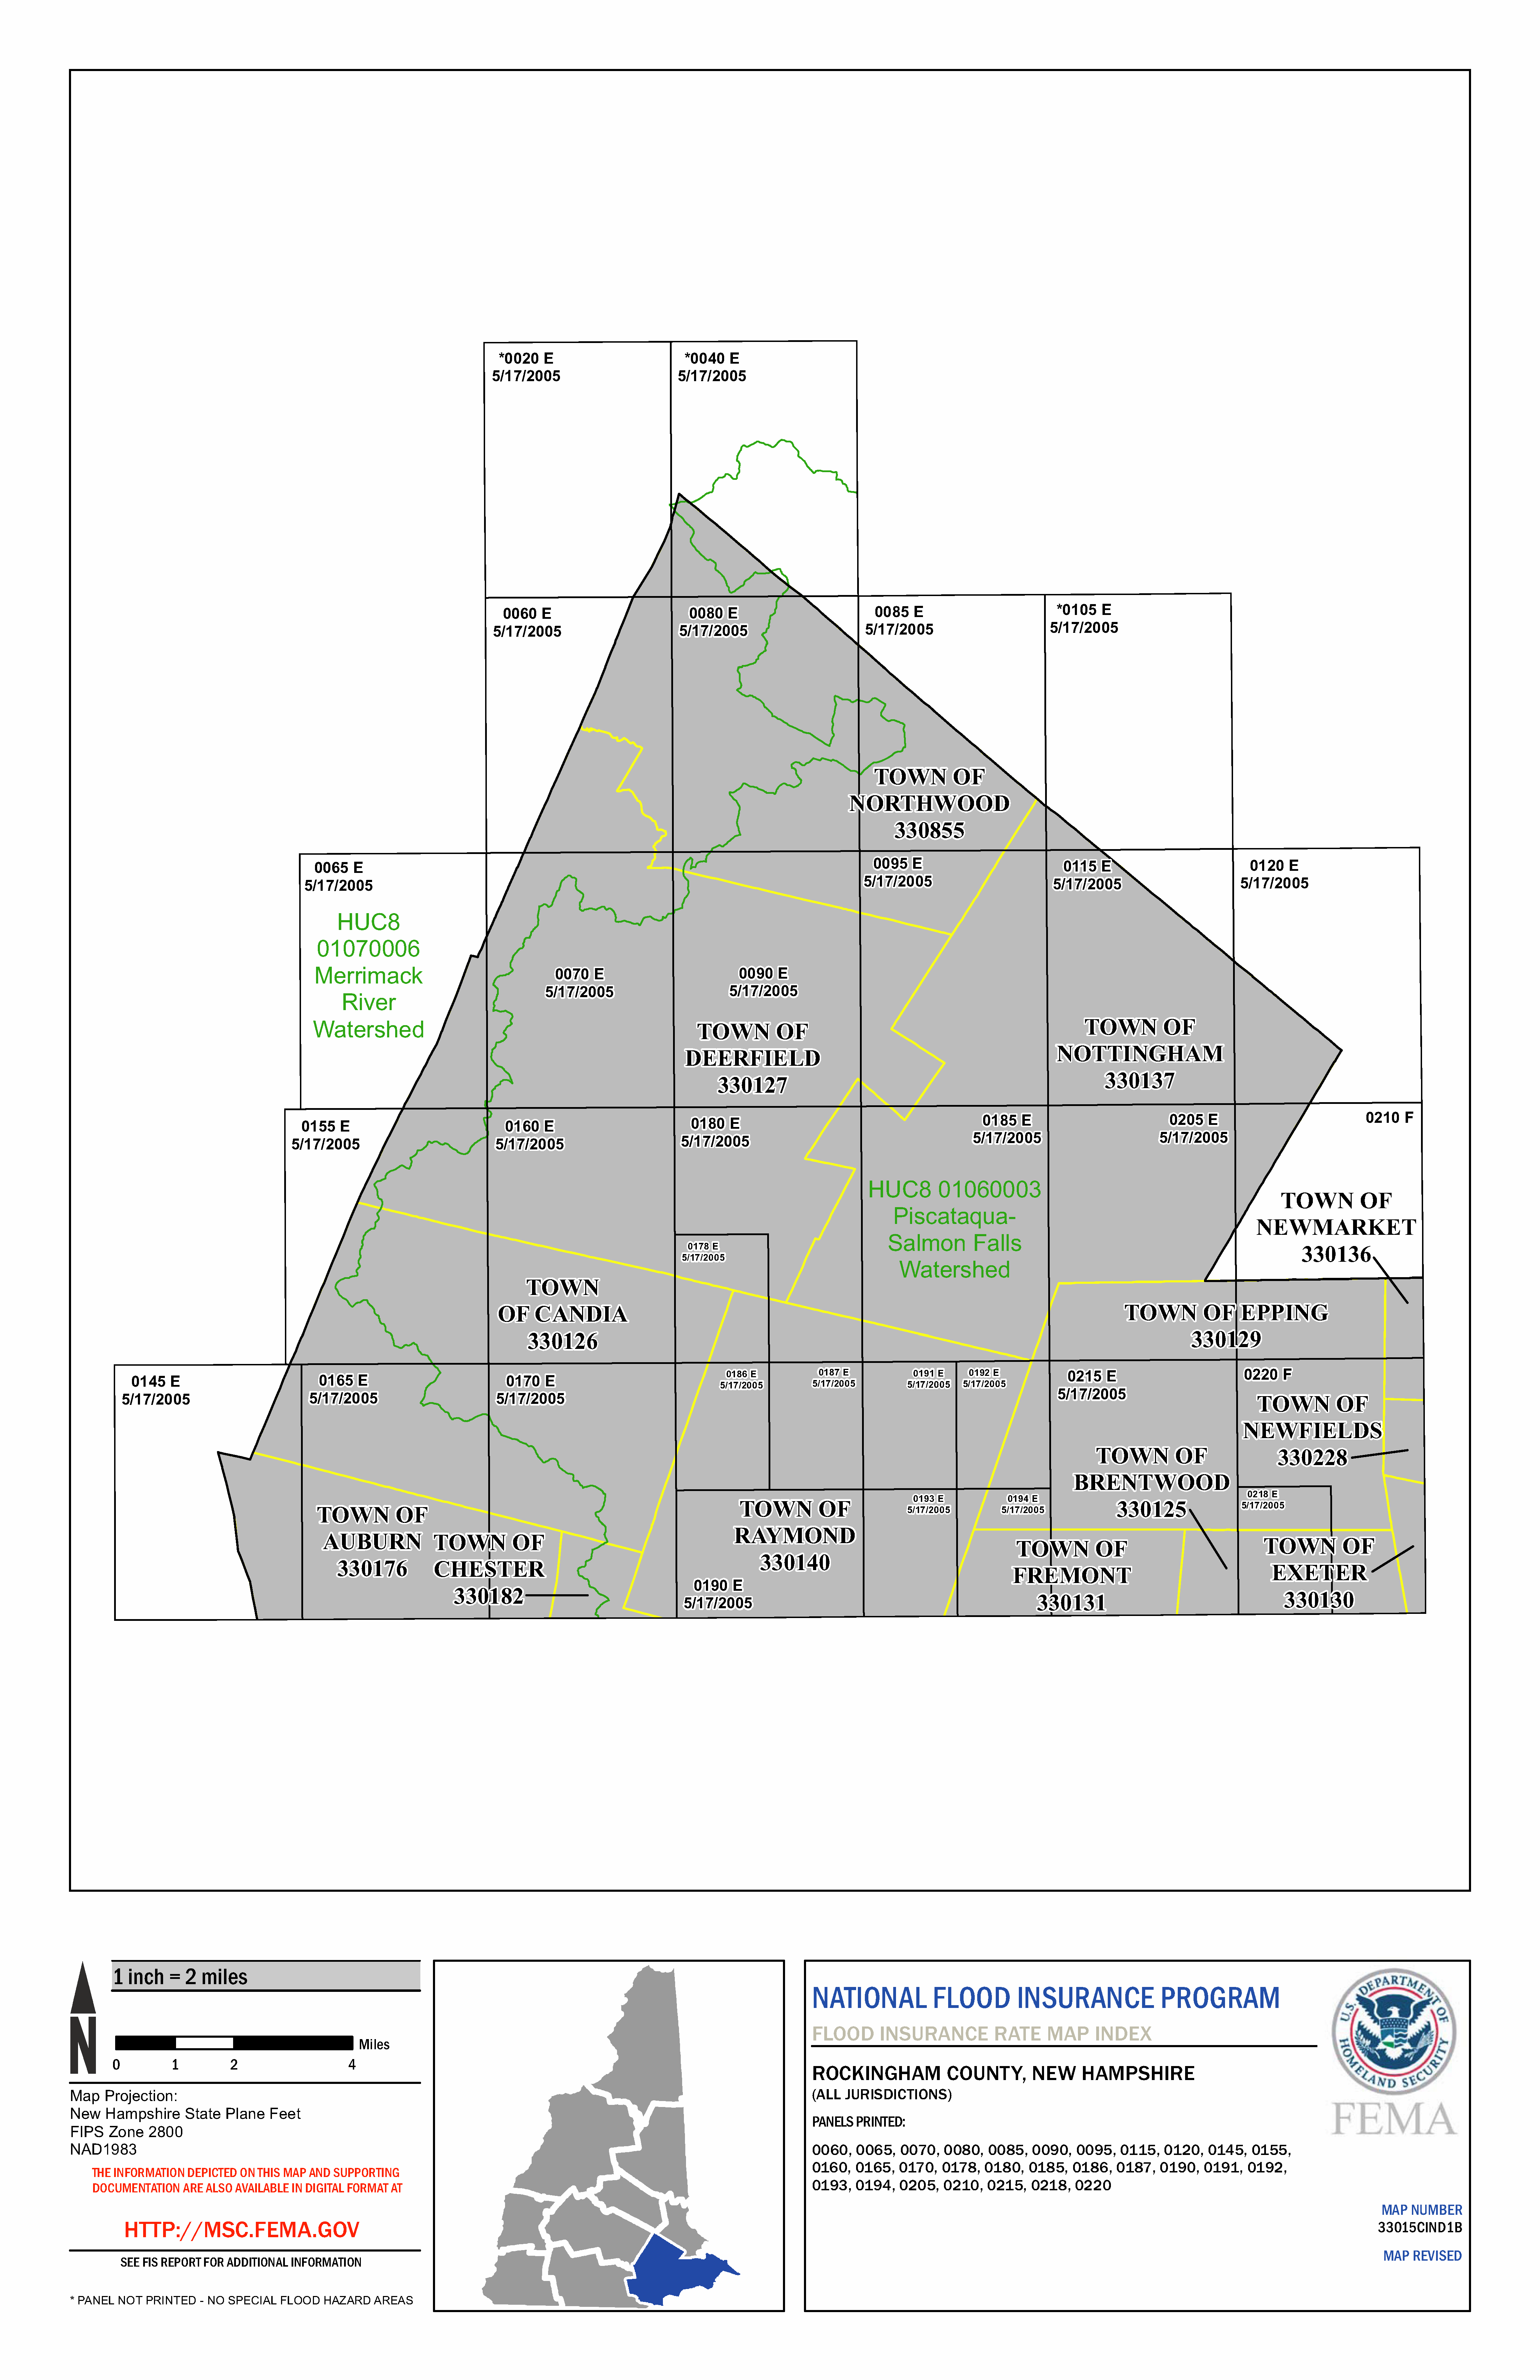 *0020 E
5/17/2005
*0040 E
5/17/2005
0060 E
5/17/2005
0080 E
5/17/2005
0085 E
5/17/2005
*0105 E
5/17/2005
TOWN OF
NORTHWOOD
330855
0065 E
5/17/2005
0095 E
5/17/2005
0115 E
5/17/2005
0120 E
5/17/2005
HUC8
01070006
Merrimack
River
Watershed
0070 E
5/17/2005
0090 E
5/17/2005
TOWN OF
DEERFIELD
330127
TOWN OF
NOTTINGHAM
330137
0155 E
5/17/2005
0160 E
5/17/2005
0180 E
5/17/2005
0185 E
5/17/2005
0205 E
5/17/2005
0210 F
HUC8 01060003
Piscataqua-
Salmon Falls
Watershed
TOWN OF
NEWMARKET
330136
0178 E
5/17/2005
TOWN
OF CANDIA
330126
TOWN OF EPPING
330129
0145 E
5/17/2005
0165 E
5/17/2005
0170 E
5/17/2005
0186 E
5/17/2005
0187 E
5/17/2005
0191 E
5/17/2005
0192 E
5/17/2005
0215 E
5/17/2005
0220 F
TOWN OF
NEWFIELDS
330228
TOWN OF
BRENTWOOD
330125
0193 E
5/17/2005
0194 E
5/17/2005
0218 E
5/17/2005
TOWN OF
AUBURN
330176
TOWN OF
CHESTER
330182
TOWN OF
RAYMOND
330140
0190 E
5/17/2005
TOWN OF
FREMONT
330131
TOWN OF
EXETER
330130
1 inch = 2 miles
N
Miles
0 1 2 4
Map Projection:
New Hampshire State Plane Feet
FIPS Zone 2800
NAD1983
THE INFORMATION DEPICTED ON THIS MAP AND SUPPORTING
DOCUMENTATION ARE ALSO AVAILABLE IN DIGITAL FORMAT AT
HTTP://MSC.FEMA.GOV
SEE FIS REPORT FOR ADDITIONAL INFORMATION
* PANEL NOT PRINTED - NO SPECIAL FLOOD HAZARD AREAS
NATIONAL FLOOD INSURANCE PROGRAM
FLOOD INSURANCE RATE MAP INDEX
ROCKINGHAM COUNTY, NEW HAMPSHIRE
(ALL JURISDICTIONS)
PANELS PRINTED:
0060, 0065, 0070, 0080, 0085, 0090, 0095, 0115, 0120, 0145, 0155,
0160, 0165, 0170, 0178, 0180, 0185, 0186, 0187, 0190, 0191, 0192,
0193, 0194, 0205, 0210, 0215, 0218, 0220
U.S. DEPARTMENT OF
HOMELAND SECURITY
FEMA
MAP NUMBER
33015CIND1B
MAP REVISED